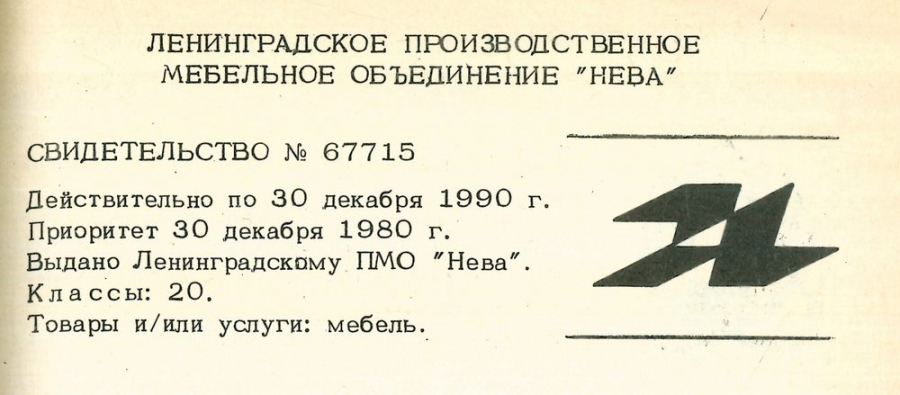 ЛЕНИНГРАДСКОЕ ПРОИЗВОДСТВЕННОЕ
МЕБЕЛЬНОЕ ОБЪЕДИНЕНИЕ "НЕВА"
СВИДЕТЕЛЬСТВО № 67715
Действительно по 30 декабря 1990 г.
Приоритет 30 декабря 1980 г.
Выдано Ленинградскому ПМО "Нева".
Классы: 20.
Товары и/или услуги: мебель.